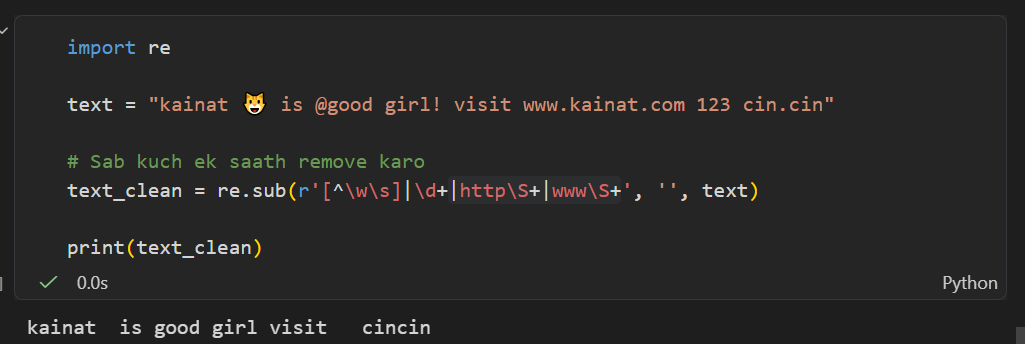 import re
text = "kainat 😺 is @good girl! visit www.kainat.com 123 cin.cin"
# Sab kuch ek saath remove karo
text_clean = re.sub(r'[^\w\s]|\d+|http\S+|www\S+', '', text)
print(text_clean)
0.0s
Python
kainat  is good girl visit   cincin